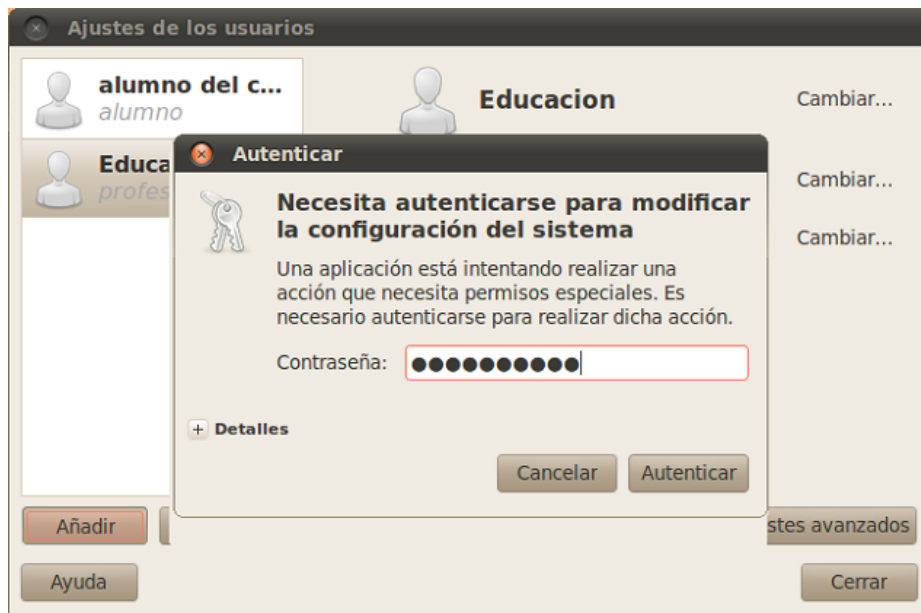 Ajustes de los usuarios
alumno del c...
alumno
Educacion
Cambiar...
Educa
profes
Cambiar...
Cambiar...
Autenticar
Necesita autenticarse para modificar
la configuración del sistema
Una aplicación está intentando realizar una
acción que necesita permisos especiales. Es
necesario autenticarse para realizar dicha acción.
Contraseña: ●●●●●●●●●●
+ Detalles
Cancelar
Autenticar
Añadir
stes avanzados
Ayuda
Cerrar